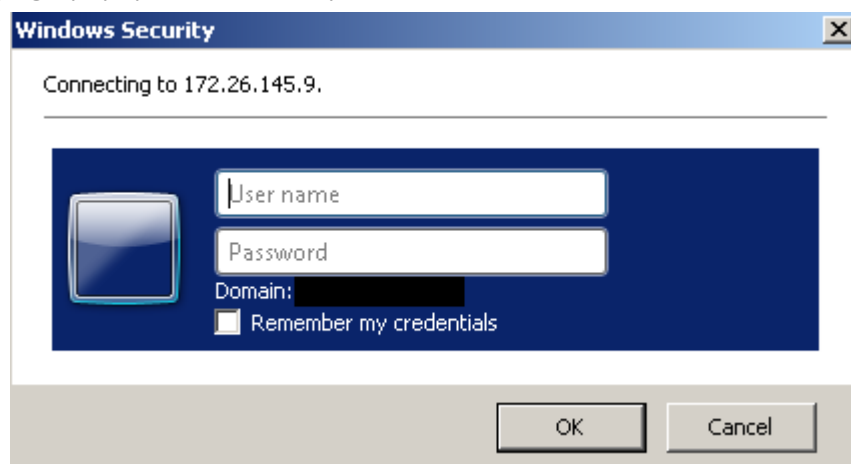 Windows Security
Connecting to 172.26.145.9.
User name
Password
Domain:
Remember my credentials
OK
Cancel